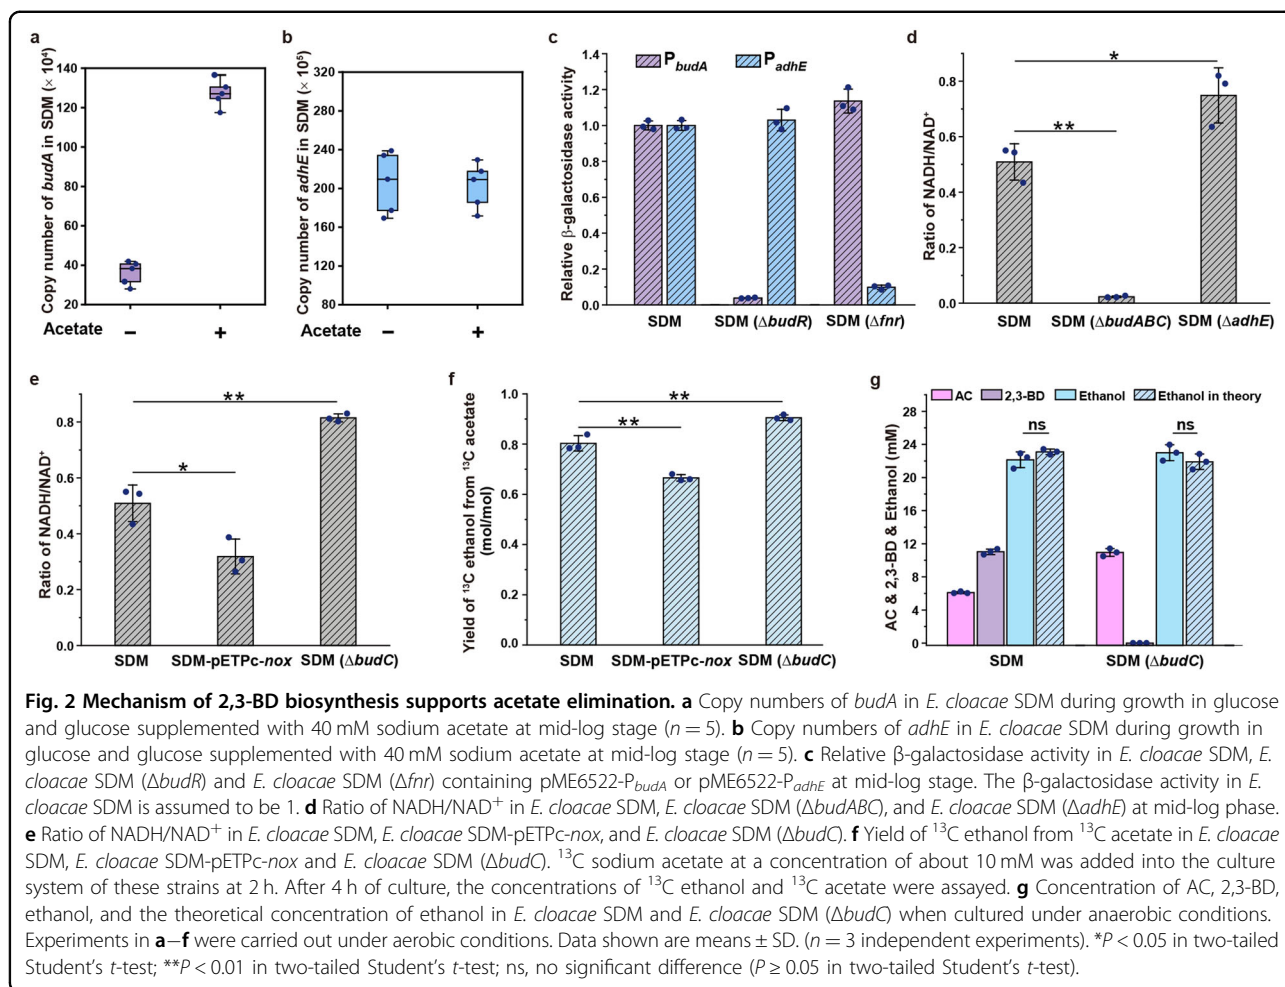 a
Copy number of budA in SDM (× 10⁴)
140
120
100
80
60
40
20
Acetate
−
+
b
Copy number of adhE in SDM (× 10⁵)
320
280
240
200
160
120
80
Acetate
−
+
c
Relative β-galactosidase activity
1.4
1.2
1.0
0.8
0.6
0.4
0.2
0.0
P_budA
P_adhE
SDM
SDM (ΔbudR)
SDM (Δfnr)
d
Ratio of NADH/NAD⁺
1.0
0.8
0.6
0.4
0.2
0.0
*
**
SDM
SDM (ΔbudABC)
SDM (ΔadhE)
e
Ratio of NADH/NAD⁺
0.8
0.6
0.4
0.2
0.0
**
*
SDM
SDM-pETPc-nox
SDM (ΔbudC)
f
Yield of ¹³C ethanol from ¹³C acetate
(mol/mol)
1.0
0.8
0.6
0.4
0.2
0.0
**
**
SDM
SDM-pETPc-nox
SDM (ΔbudC)
g
AC
2,3-BD
Ethanol
Ethanol in theory
AC & 2,3-BD & Ethanol (mM)
28
24
20
16
12
8
4
0
ns
ns
SDM
SDM (ΔbudC)
Fig. 2 Mechanism of 2,3-BD biosynthesis supports acetate elimination. a Copy numbers of budA in E. cloacae SDM during growth in glucose
and glucose supplemented with 40 mM sodium acetate at mid-log stage (n = 5). b Copy numbers of adhE in E. cloacae SDM during growth in
glucose and glucose supplemented with 40 mM sodium acetate at mid-log stage (n = 5). c Relative β-galactosidase activity in E. cloacae SDM, E.
cloacae SDM (ΔbudR) and E. cloacae SDM (Δfnr) containing pME6522-P_budA or pME6522-P_adhE at mid-log stage. The β-galactosidase activity in E.
cloacae SDM is assumed to be 1. d Ratio of NADH/NAD⁺ in E. cloacae SDM, E. cloacae SDM (ΔbudABC), and E. cloacae SDM (ΔadhE) at mid-log phase.
e Ratio of NADH/NAD⁺ in E. cloacae SDM, E. cloacae SDM-pETPc-nox, and E. cloacae SDM (ΔbudC). f Yield of ¹³C ethanol from ¹³C acetate in E. cloacae
SDM, E. cloacae SDM-pETPc-nox and E. cloacae SDM (ΔbudC). ¹³C sodium acetate at a concentration of about 10 mM was added into the culture
system of these strains at 2 h. After 4 h of culture, the concentrations of ¹³C ethanol and ¹³C acetate were assayed. g Concentration of AC, 2,3-BD,
ethanol, and the theoretical concentration of ethanol in E. cloacae SDM and E. cloacae SDM (ΔbudC) when cultured under anaerobic conditions.
Experiments in a–f were carried out under aerobic conditions. Data shown are means ± SD. (n = 3 independent experiments). *P < 0.05 in two-tailed
Student's t-test; **P < 0.01 in two-tailed Student's t-test; ns, no significant difference (P ≥ 0.05 in two-tailed Student's t-test).